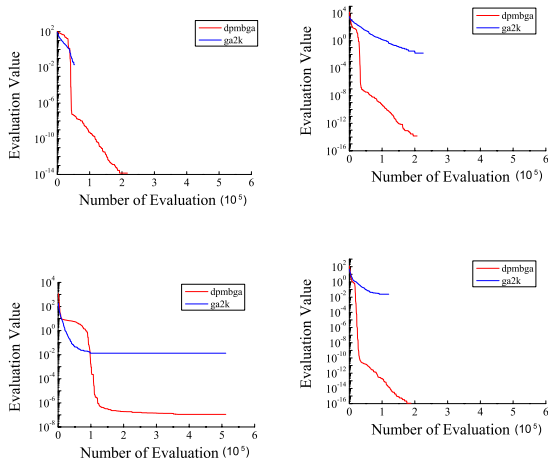 Evaluation Value
10^2
10^-2
10^-6
10^-10
10^-14
dpmbga
ga2k
0 1 2 3 4 5 6
Number of Evaluation (10^5)
Evaluation Value
10^4
10^0
10^-4
10^-8
10^-12
10^-16
dpmbga
ga2k
0 1 2 3 4 5 6
Number of Evaluation (10^5)
Evaluation Value
10^4
10^2
10^0
10^-2
10^-4
10^-6
10^-8
dpmbga
ga2k
0 1 2 3 4 5 6
Number of Evaluation (10^5)
Evaluation Value
10^2
10^0
10^-2
10^-4
10^-6
10^-8
10^-10
10^-12
10^-14
10^-16
dpmbga
ga2k
0 1 2 3 4 5 6
Number of Evaluation (10^5)